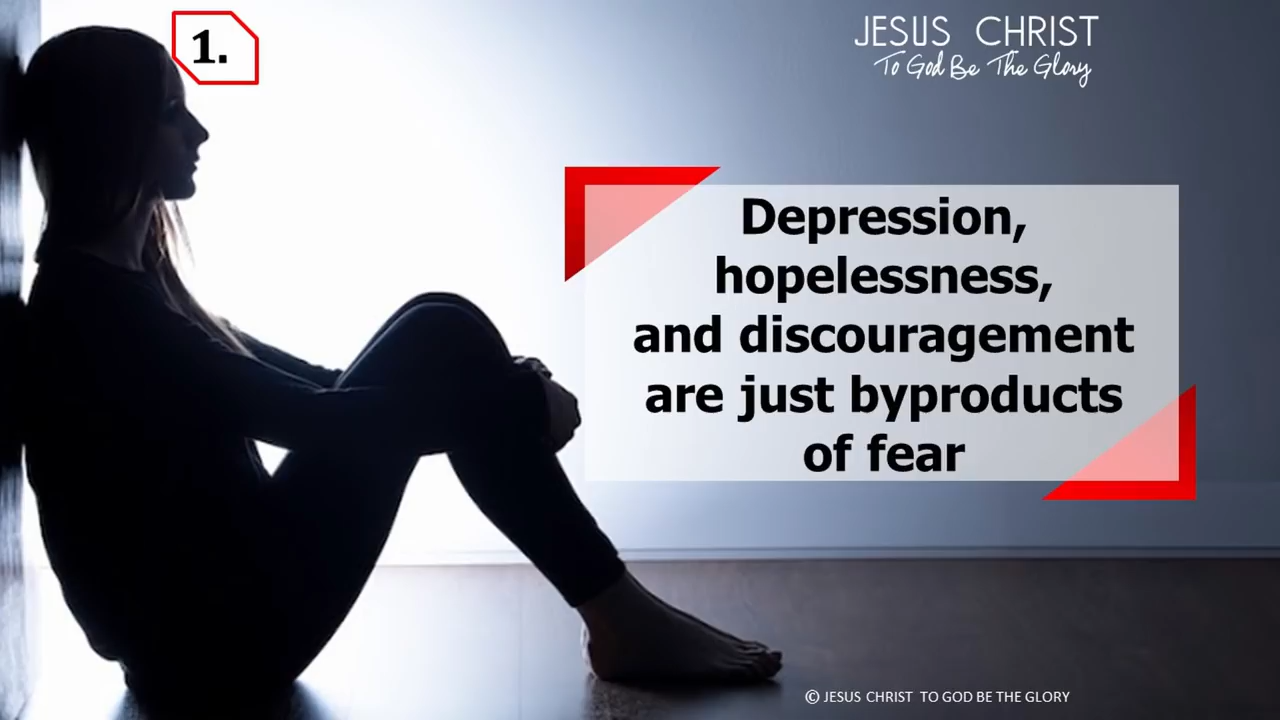 1.
JESUS CHRIST
To God Be The Glory
Depression,
hopelessness,
and discouragement
are just byproducts
of fear
© JESUS CHRIST TO GOD BE THE GLORY